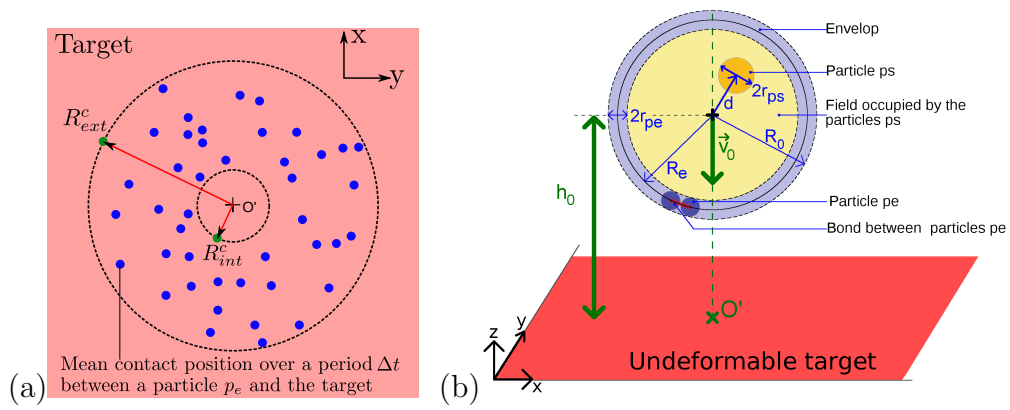 Target
x
y
R^c_ext
O'
R^c_int
Mean contact position over a period Δt
between a particle p_e and the target
(a)
Envelop
Particle ps
2r_ps
d
Field occupied by the
particles ps
2r_pe
R_0
v⃗_0
R_e
h_0
Particle pe
Bond between particles pe
O'
z
y
x
Undeformable target
(b)